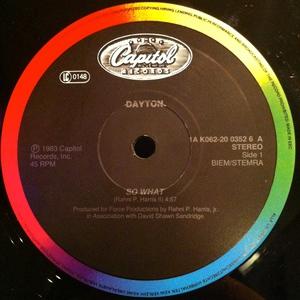 Capitol
RECORDS
LC 0148
DAYTON
1A K062-20 0352 6 A
STEREO
Side 1
BIEM/STEMRA
℗ 1983 Capitol
Records, Inc.
45 RPM
SO WHAT
(Rahni P. Harris II) 4:57
Produced for Force Productions by Rahni P. Harris, jr.
in Association with David Shawn Sandridge.